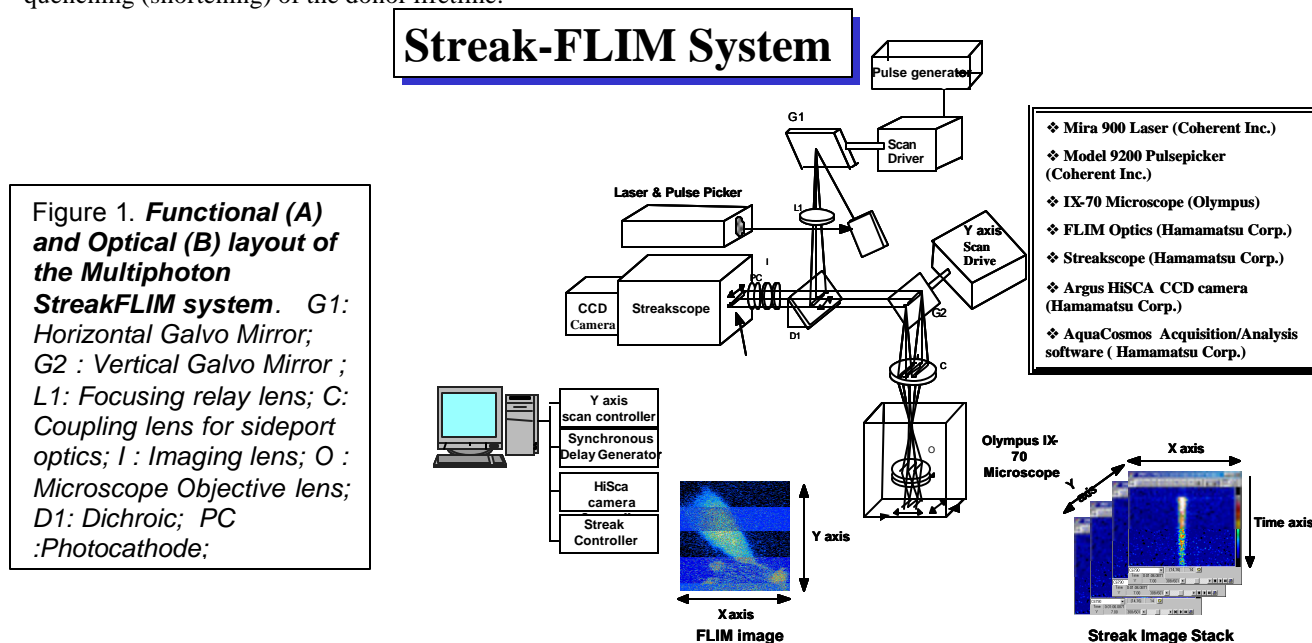 quenching (shortening) of the donor lifetime.
Streak-FLIM System
Figure 1. Functional (A)
and Optical (B) layout of
the Multiphoton
StreakFLIM system. G1:
Horizontal Galvo Mirror;
G2 : Vertical Galvo Mirror ;
L1: Focusing relay lens; C:
Coupling lens for sideport
optics; I : Imaging lens; O :
Microscope Objective lens;
D1: Dichroic; PC
:Photocathode;
Pulse generator
G1
Scan
Driver
Laser & Pulse Picker
L1
I
PC
CCD
Camera
Streakscope
D1
G2
Y axis
Scan
Drive
C
O
Olympus IX-
70
Microscope
❖ Mira 900 Laser (Coherent Inc.)
❖ Model 9200 Pulsepicker
(Coherent Inc.)
❖ IX-70 Microscope (Olympus)
❖ FLIM Optics (Hamamatsu Corp.)
❖ Streakscope (Hamamatsu Corp.)
❖ Argus HiSCA CCD camera
(Hamamatsu Corp.)
❖ AquaCosmos Acquisition/Analysis
software ( Hamamatsu Corp.)
Y axis
scan controller
Synchronous
Delay Generator
HiSca
camera
Streak
Controller
Y axis
X axis
FLIM image
X axis
Y
axis
Time axis
Streak Image Stack